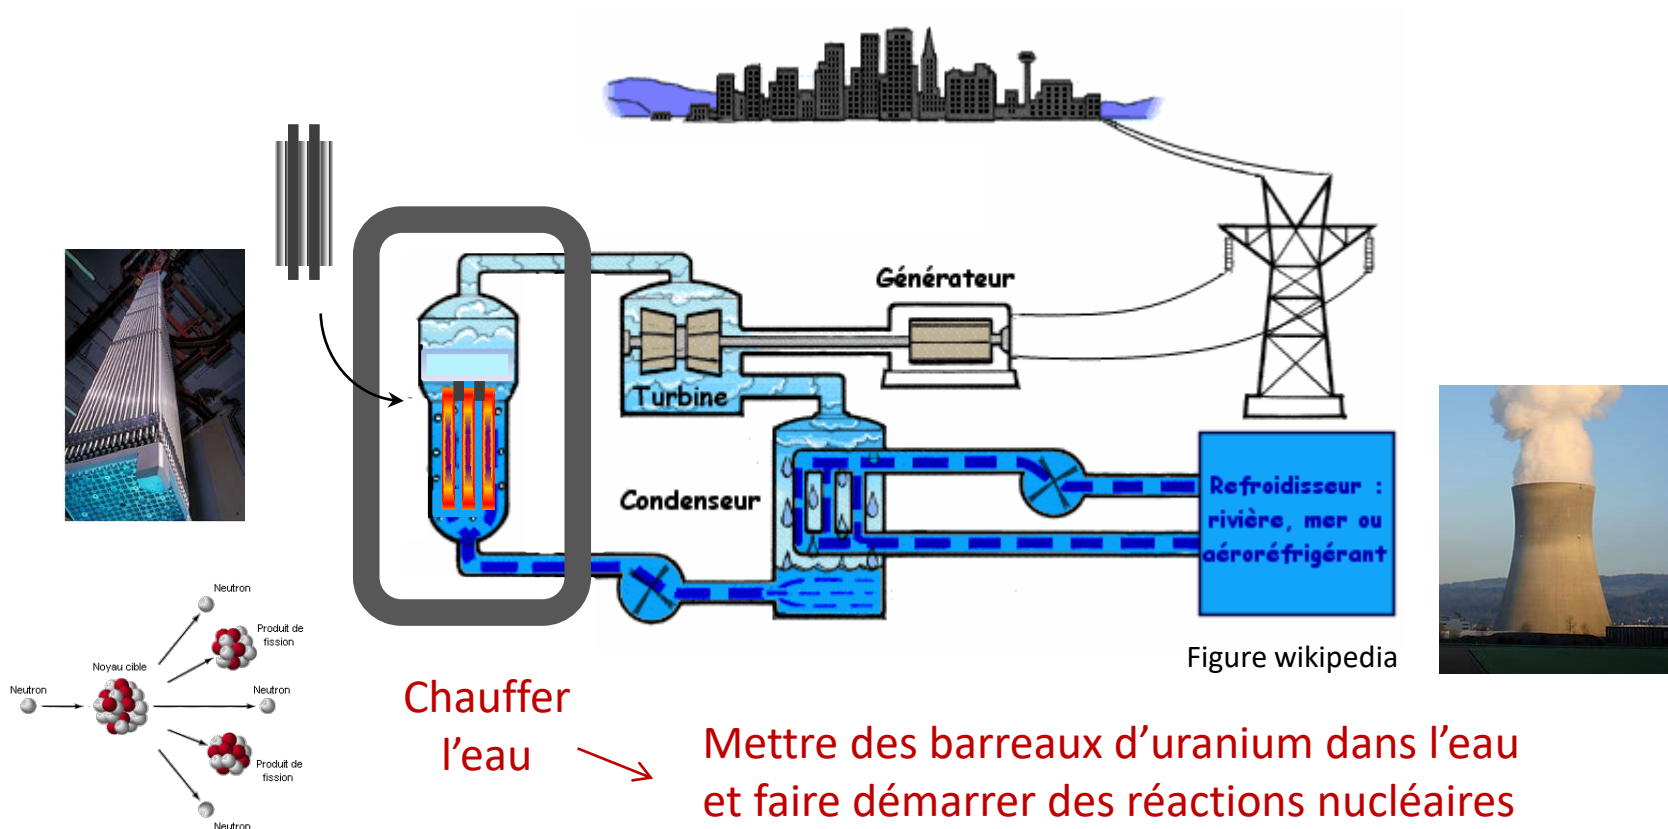 Générateur
Turbine
Condenseur
Refroidisseur :
rivière, mer ou
aéroréfrigérant
Figure wikipedia
Neutron
Produit de
fission
Noyau cible
Neutron
Neutron
Produit de
fission
Neutron
Chauffer
l’eau
Mettre des barreaux d’uranium dans l’eau
et faire démarrer des réactions nucléaires